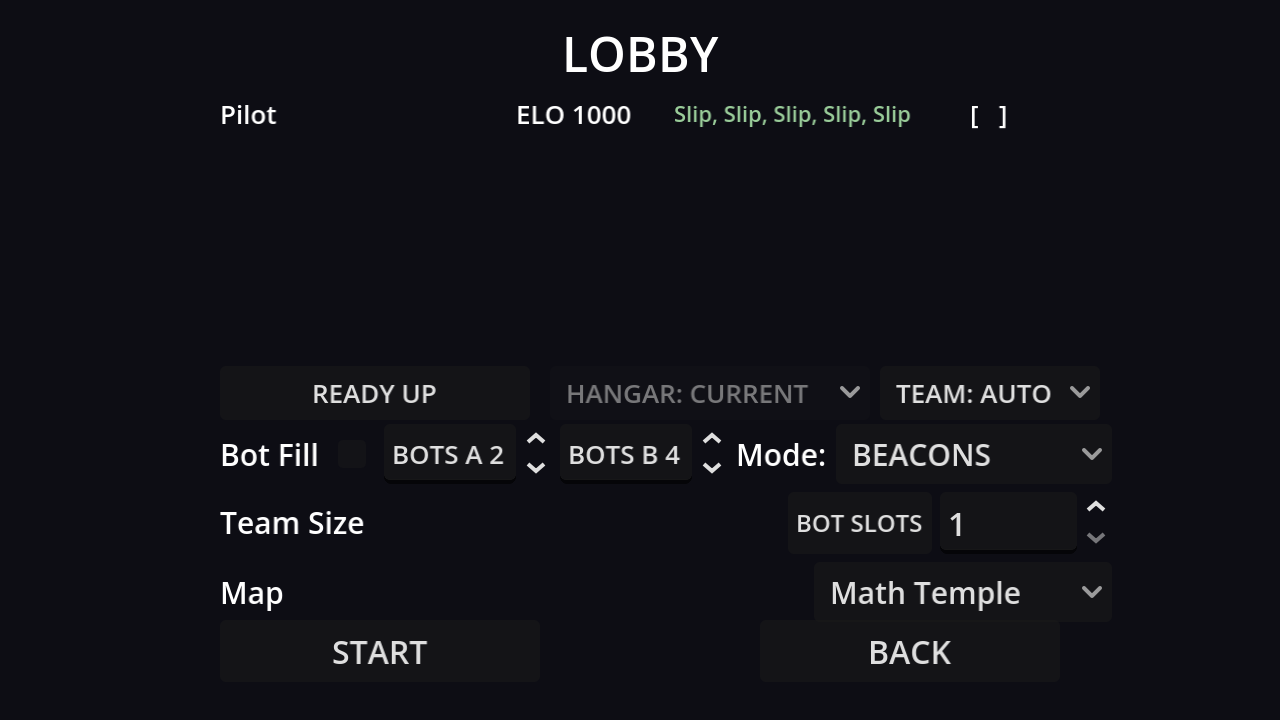 LOBBY
Pilot ELO 1000 Slip, Slip, Slip, Slip, Slip [ ]
READY UP HANGAR: CURRENT TEAM: AUTO
Bot Fill BOTS A 2 BOTS B 4 Mode: BEACONS
Team Size BOT SLOTS 1
Map Math Temple
START BACK